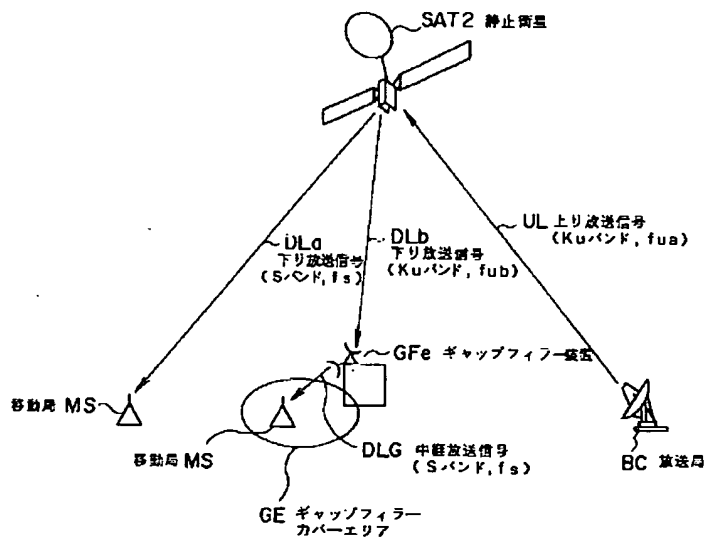 SAT2 静止衛星
UL 上り放送信号
(Kuバンド, fua)
DLa
下り放送信号
(Sバンド, fs)
DLb
下り放送信号
(Kuバンド, fub)
GFe ギャップフィラー装置
移動局 MS
移動局 MS
DLG 中継放送信号
(Sバンド, fs)
BC 放送局
GE ギャップフィラー
カバーエリア